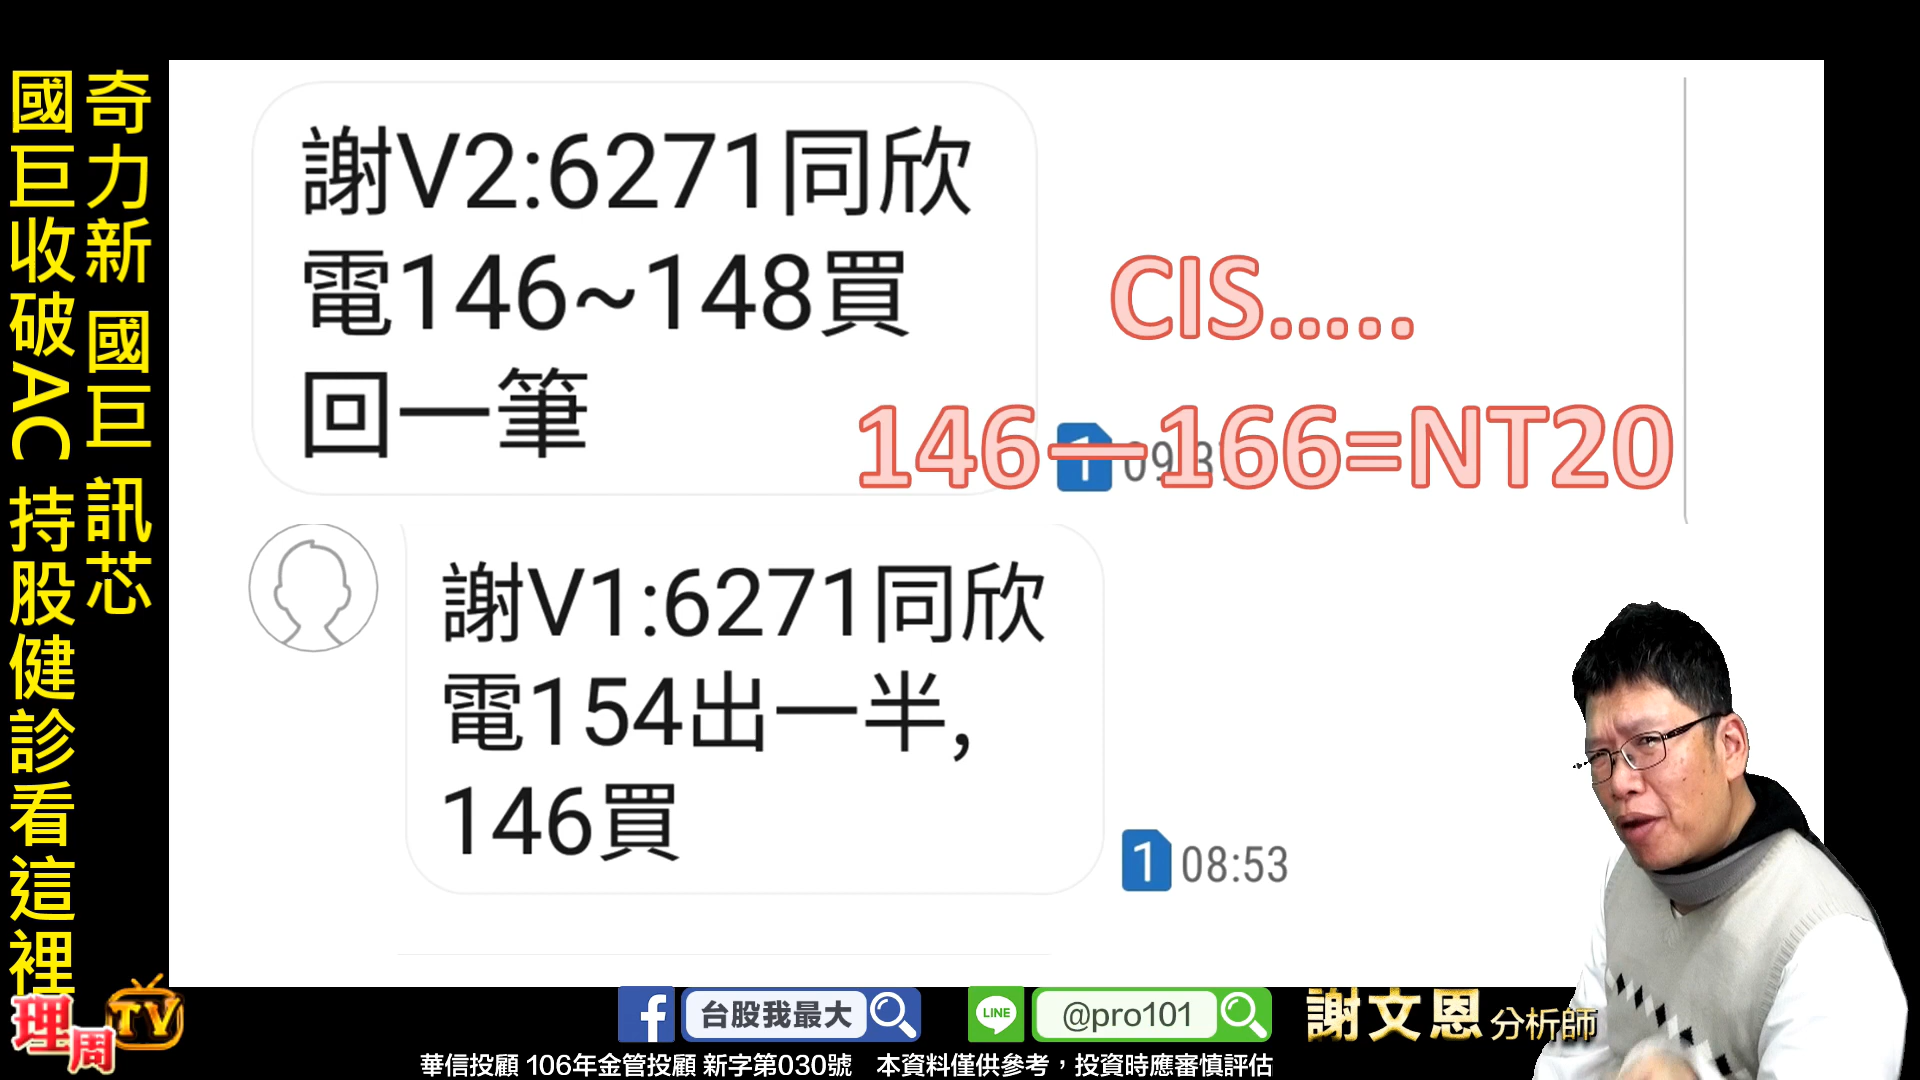 奇力新 國巨 訊芯
國巨收破AC 持股健診看這裡
謝V2:6271同欣
電146~148買
回一筆
CIS.....
146—166=NT20
1
謝V1:6271同欣
電154出一半,
146買
1 08:53
理周TV
台股我最大
LINE
@pro101
謝文恩 分析師
華信投顧 106年金管投顧 新字第030號 本資料僅供參考，投資時應審慎評估